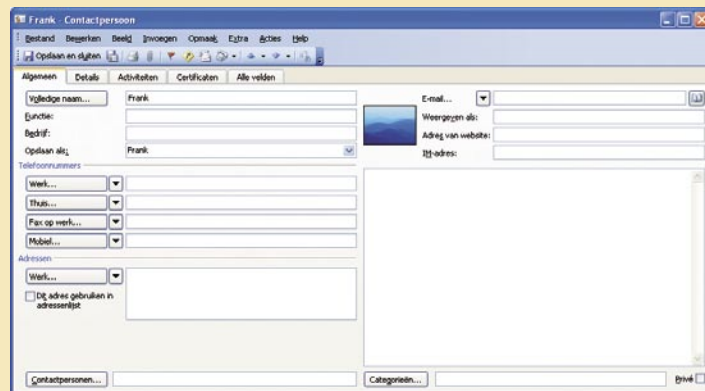 Frank - Contactpersoon
Bestand Bewerken Beeld Invoegen Opmaak Extra Acties Help
Opslaan en sluiten
Algemeen Details Activiteiten Certificaten Alle velden
Volledige naam... Frank
Functie:
Bedrijf:
Opslaan als: Frank
E-mail...
Weergeven als:
Adres van website:
IM-adres:
Telefoonnummers
Werk...
Thuis...
Fax op werk...
Mobiel...
Adressen
Werk...
Dit adres gebruiken in
adressenlijst
Contactpersonen... Categorieën... Privé